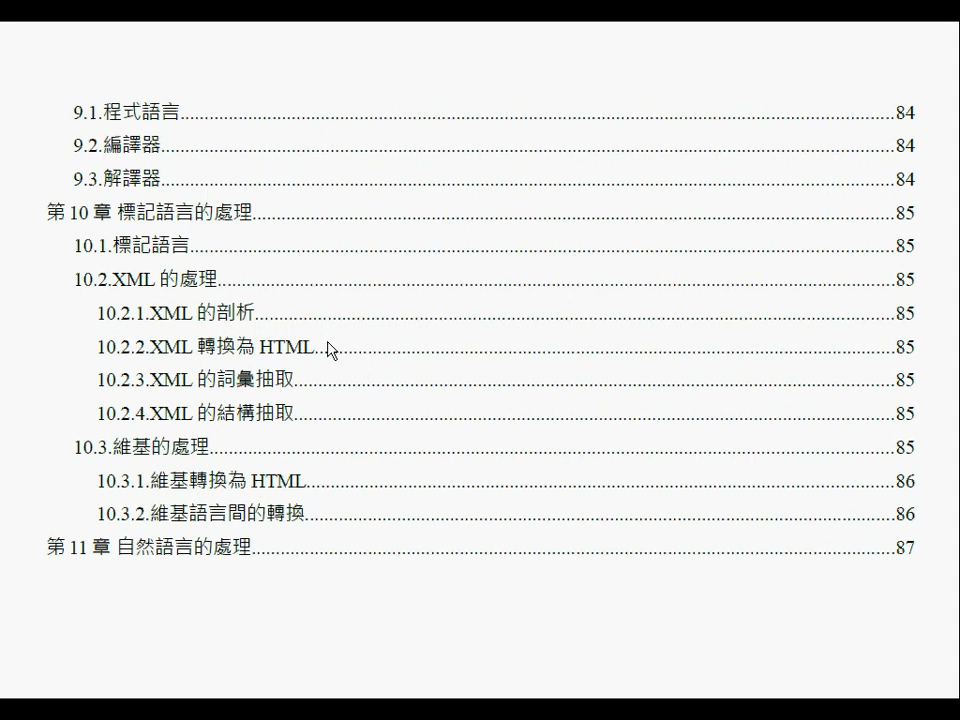 9.1.程式語言........................84
9.2.編譯器........................84
9.3.解譯器........................84
第 10 章 標記語言的處理........................85
10.1.標記語言........................85
10.2.XML 的處理........................85
10.2.1.XML 的剖析........................85
10.2.2.XML 轉換為 HTML........................85
10.2.3.XML 的詞彙抽取........................85
10.2.4.XML 的結構抽取........................85
10.3.維基的處理........................85
10.3.1.維基轉換為 HTML........................86
10.3.2.維基語言間的轉換........................86
第 11 章 自然語言的處理........................87